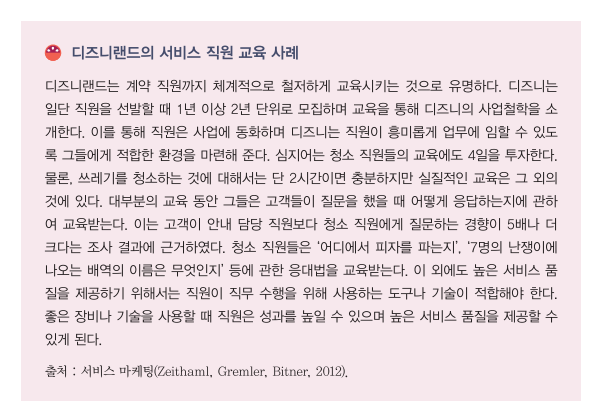 디즈니랜드의 서비스 직원 교육 사례
디즈니랜드는 계약 직원까지 체계적으로 철저하게 교육시키는 것으로 유명하다. 디즈니는
일단 직원을 선발할 때 1년 이상 2년 단위로 모집하며 교육을 통해 디즈니의 사업철학을 소
개한다. 이를 통해 직원은 사업에 동화하며 디즈니는 직원이 흥미롭게 업무에 임할 수 있도
록 그들에게 적합한 환경을 마련해 준다. 심지어는 청소 직원들의 교육에도 4일을 투자한다.
물론, 쓰레기를 청소하는 것에 대해서는 단 2시간이면 충분하지만 실질적인 교육은 그 외의
것에 있다. 대부분의 교육 동안 그들은 고객들이 질문을 했을 때 어떻게 응답하는지에 관하
여 교육받는다. 이는 고객이 안내 담당 직원보다 청소 직원에게 질문하는 경향이 5배나 더
크다는 조사 결과에 근거하였다. 청소 직원들은 ‘어디에서 피자를 파는지’, ‘7명의 난쟁이에
나오는 배역의 이름은 무엇인지’ 등에 관한 응대법을 교육받는다. 이 외에도 높은 서비스 품
질을 제공하기 위해서는 직원이 직무 수행을 위해 사용하는 도구나 기술이 적합해야 한다.
좋은 장비나 기술을 사용할 때 직원은 성과를 높일 수 있으며 높은 서비스 품질을 제공할 수
있게 된다.
출처 : 서비스 마케팅(Zeithaml, Gremler, Bitner, 2012).